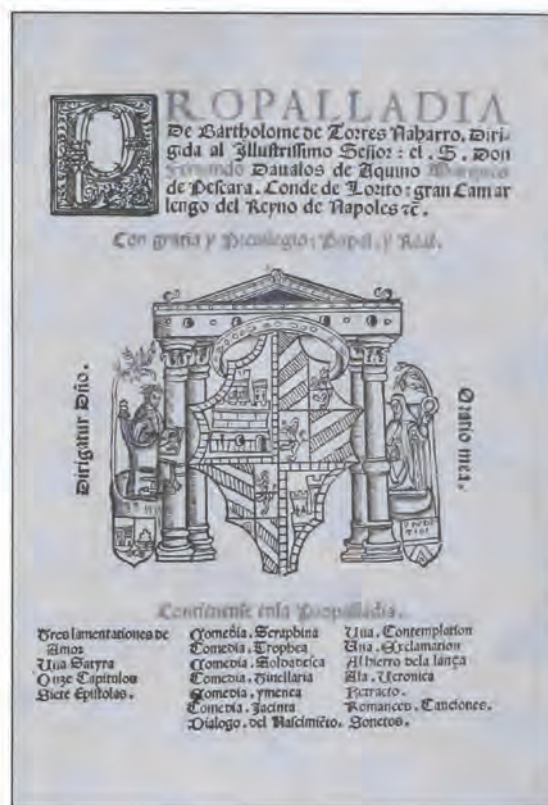 PROPALLADIA
De Bartholome de Torres Naharro. Diri-
gida al Illustrissimo Señor: el .S. Don
Fernando Daualos de Aquino Marques
de Pescara. Conde de Lorito: gran Camar
lengo del Reyno de Napoles ⁊c̄.
Con gratia y Preuilegio: Papal. y Real.
Dirigatur Dño.
Oratio mea.
Contienense enla Propalladia.
Tres lamentationes de
Amor
Una Satyra
Onze Capitulos
Siete Epistolas.
Comedia. Seraphina
Comedia. Trophea
Comedia. Soldadesca
Comedia. Tinellaria
Comedia. ymenea
Comedia. Jacinta
Dialogo. del Nascimiẽto.
Una. Contemplation
Una. Exclamation
Al hierro dela lança
Ala. Veronica
Retracto.
Romances. Canciones.
Sonetos.